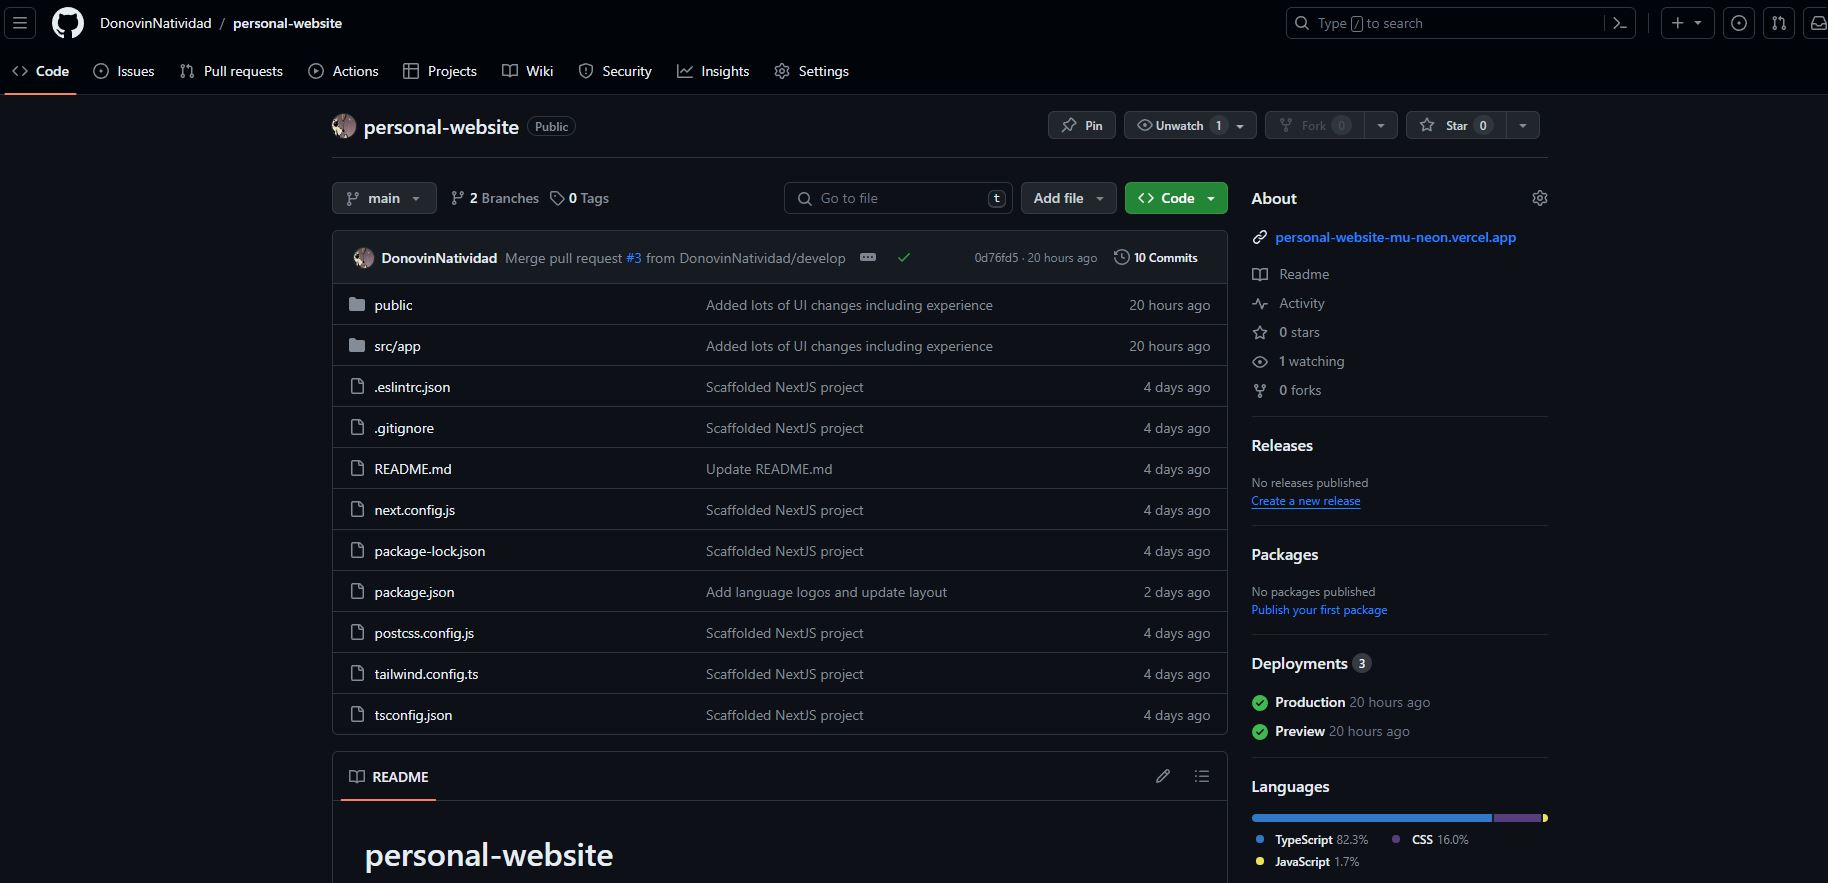 DonovinNatividad / personal-website
Type / to search
Code Issues Pull requests Actions Projects Wiki Security Insights Settings
personal-website Public
Pin Unwatch 1 Fork 0 Star 0
main 2 Branches 0 Tags Go to file t Add file Code
DonovinNatividad Merge pull request #3 from DonovinNatividad/develop 0d76fd5 · 20 hours ago 10 Commits
public Added lots of UI changes including experience 20 hours ago
src/app Added lots of UI changes including experience 20 hours ago
.eslintrc.json Scaffolded NextJS project 4 days ago
.gitignore Scaffolded NextJS project 4 days ago
README.md Update README.md 4 days ago
next.config.js Scaffolded NextJS project 4 days ago
package-lock.json Scaffolded NextJS project 4 days ago
package.json Add language logos and update layout 2 days ago
postcss.config.js Scaffolded NextJS project 4 days ago
tailwind.config.ts Scaffolded NextJS project 4 days ago
tsconfig.json Scaffolded NextJS project 4 days ago
README
personal-website
About
personal-website-mu-neon.vercel.app
Readme
Activity
0 stars
1 watching
0 forks
Releases
No releases published
Create a new release
Packages
No packages published
Publish your first package
Deployments 3
Production 20 hours ago
Preview 20 hours ago
Languages
TypeScript 82.3% CSS 16.0%
JavaScript 1.7%